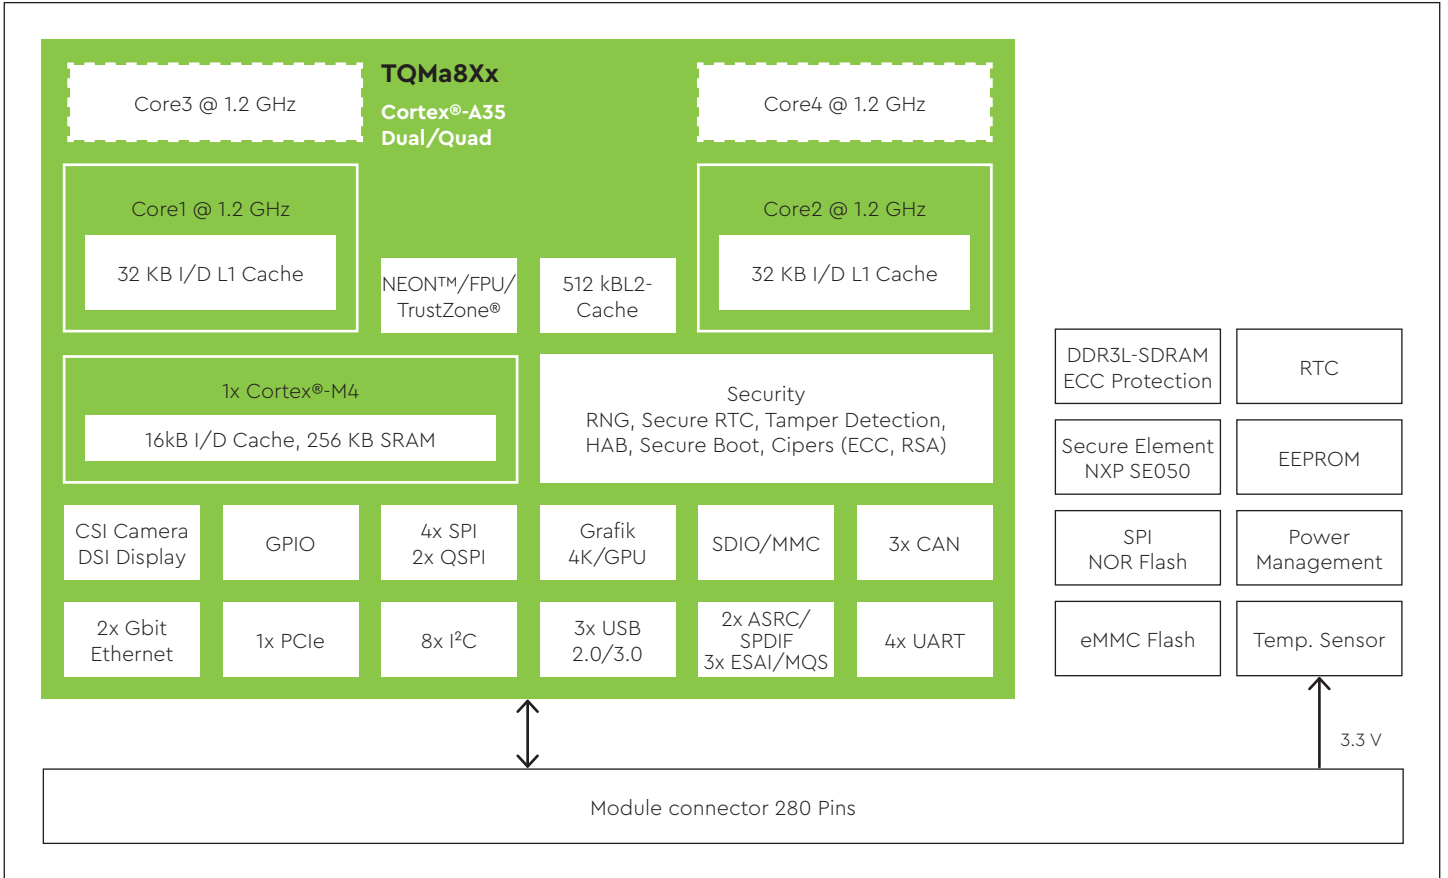 TQMa8Xx
Cortex®-A35
Dual/Quad
Core3 @ 1.2 GHz
Core4 @ 1.2 GHz
Core1 @ 1.2 GHz
32 KB I/D L1 Cache
NEON™/FPU/
TrustZone®
512 kBL2-
Cache
Core2 @ 1.2 GHz
32 KB I/D L1 Cache
1x Cortex®-M4
16kB I/D Cache, 256 KB SRAM
Security
RNG, Secure RTC, Tamper Detection,
HAB, Secure Boot, Cipers (ECC, RSA)
CSI Camera
DSI Display
GPIO
4x SPI
2x QSPI
Grafik
4K/GPU
SDIO/MMC
3x CAN
2x Gbit
Ethernet
1x PCIe
8x I²C
3x USB
2.0/3.0
2x ASRC/
SPDIF
3x ESAI/MQS
4x UART
DDR3L-SDRAM
ECC Protection
RTC
Secure Element
NXP SE050
EEPROM
SPI
NOR Flash
Power
Management
eMMC Flash
Temp. Sensor
3.3 V
Module connector 280 Pins